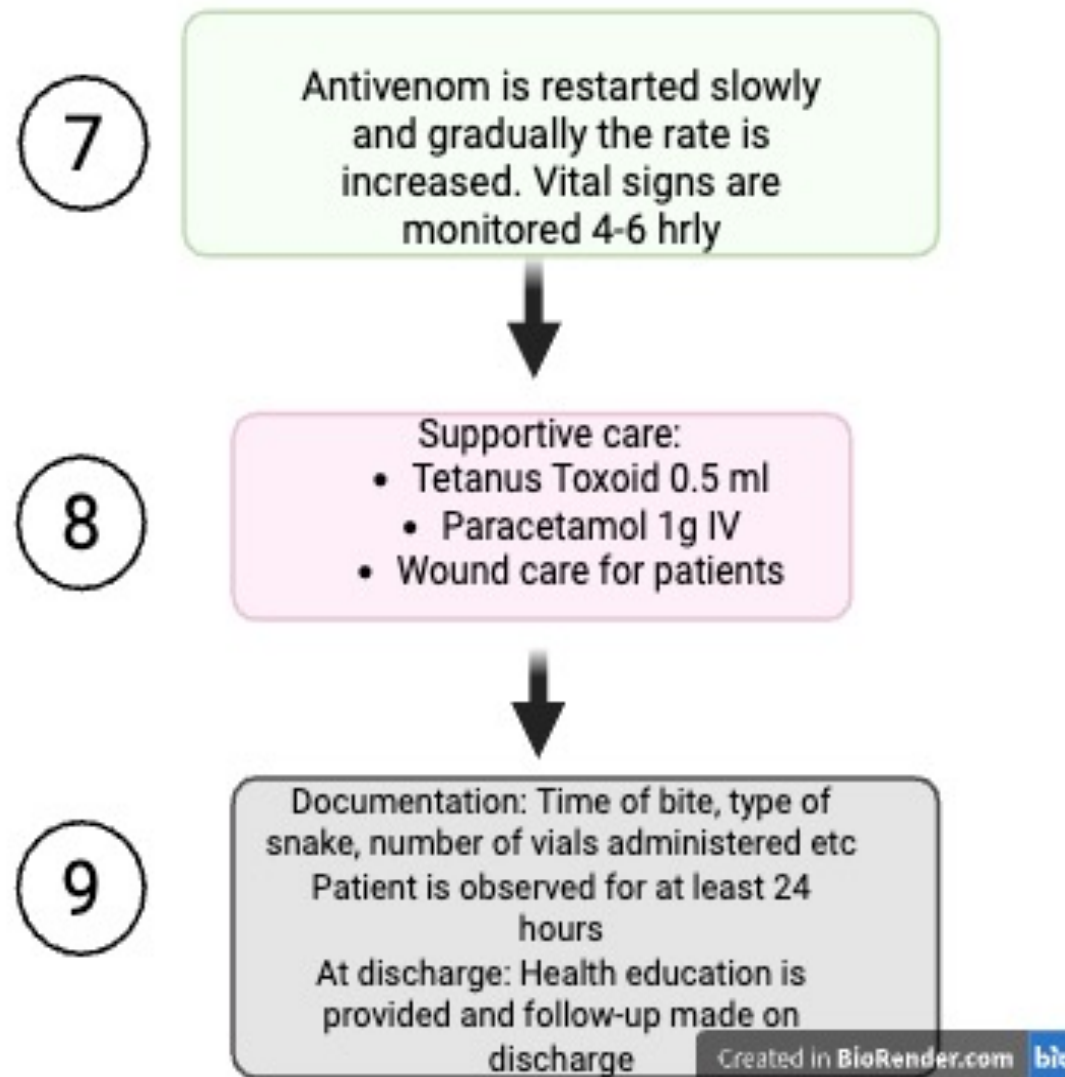 7
Antivenom is restarted slowly
and gradually the rate is
increased. Vital signs are
monitored 4-6 hrly
8
Supportive care:
• Tetanus Toxoid 0.5 ml
• Paracetamol 1g IV
• Wound care for patients
9
Documentation: Time of bite, type of
snake, number of vials administered etc
Patient is observed for at least 24
hours
At discharge: Health education is
provided and follow-up made on
discharge
Created in BioRender.com bio